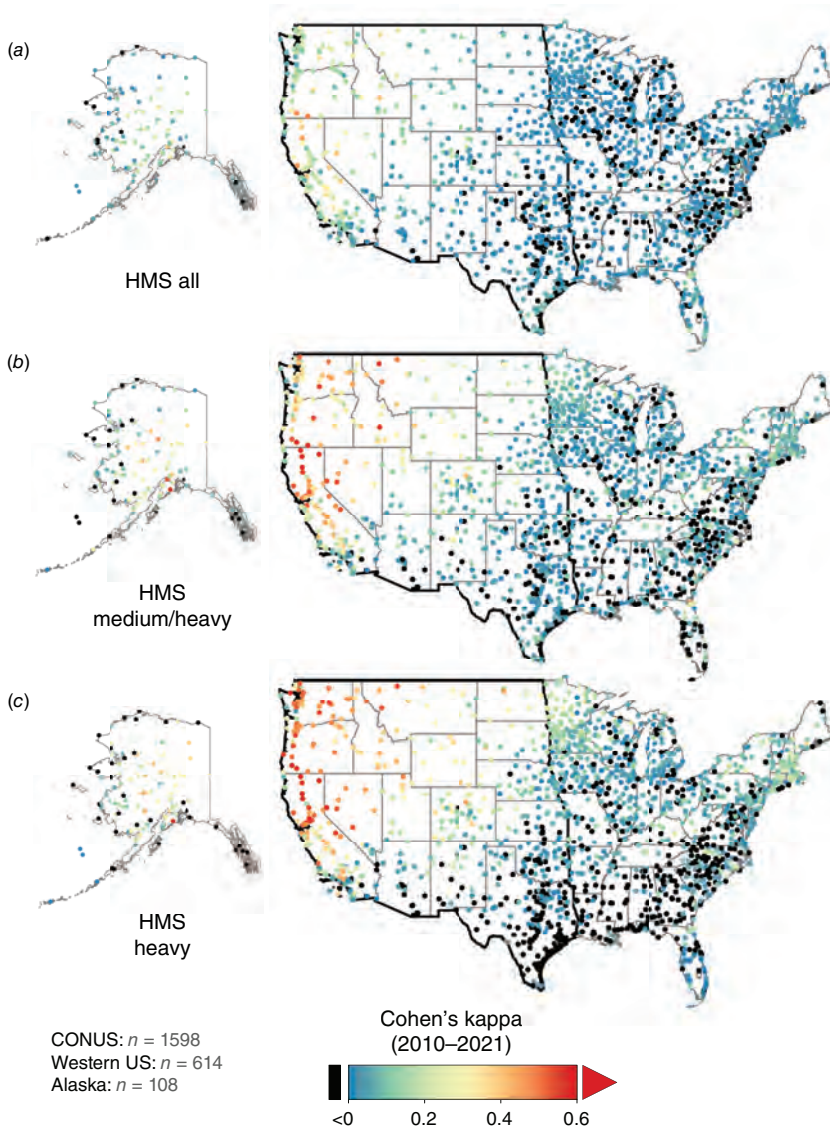 (a)
HMS all
(b)
HMS
medium/heavy
(c)
HMS
heavy
CONUS: n = 1598
Western US: n = 614
Alaska: n = 108
Cohen's kappa
(2010–2021)
<0 0.2 0.4 0.6